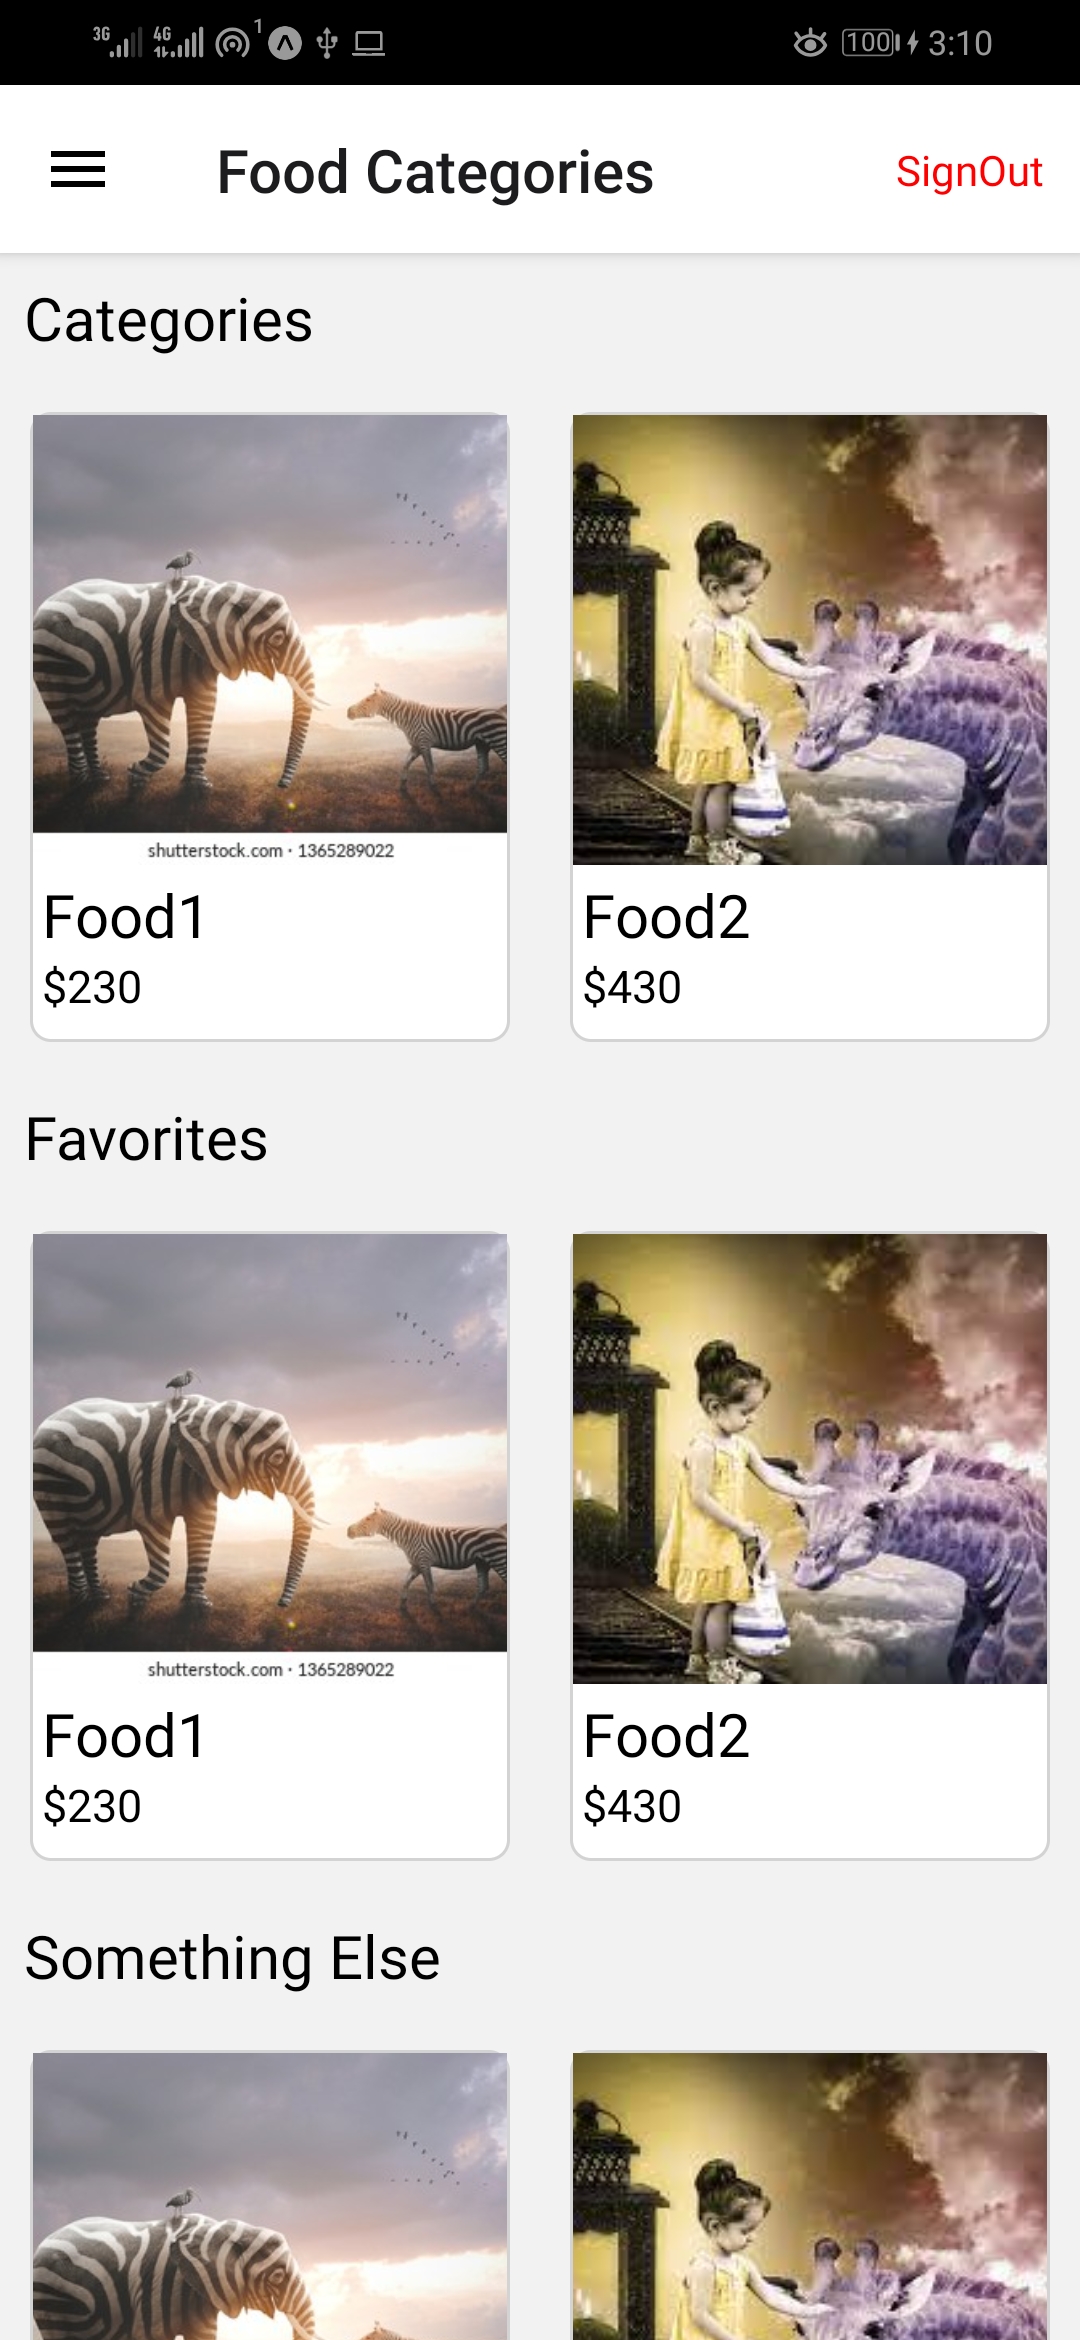 3G 4G 1 100 3:10
Food Categories SignOut
Categories
shutterstock.com · 1365289022
Food1 Food2
$230 $430
Favorites
shutterstock.com · 1365289022
Food1 Food2
$230 $430
Something Else